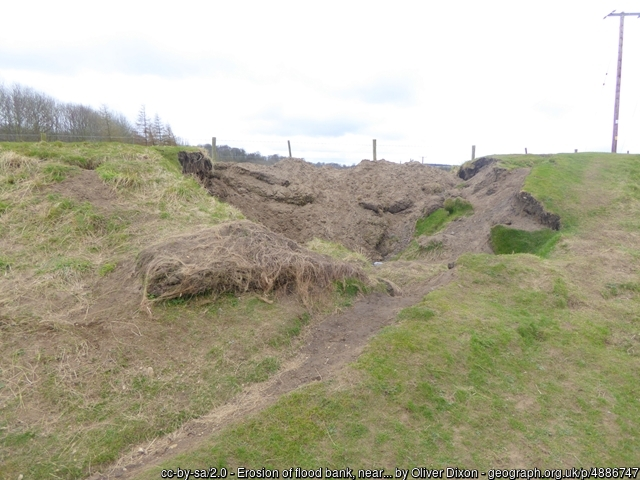 cc-by-sa/2.0 - Erosion of flood bank, near... by Oliver Dixon - geograph.org.uk/p/4886747